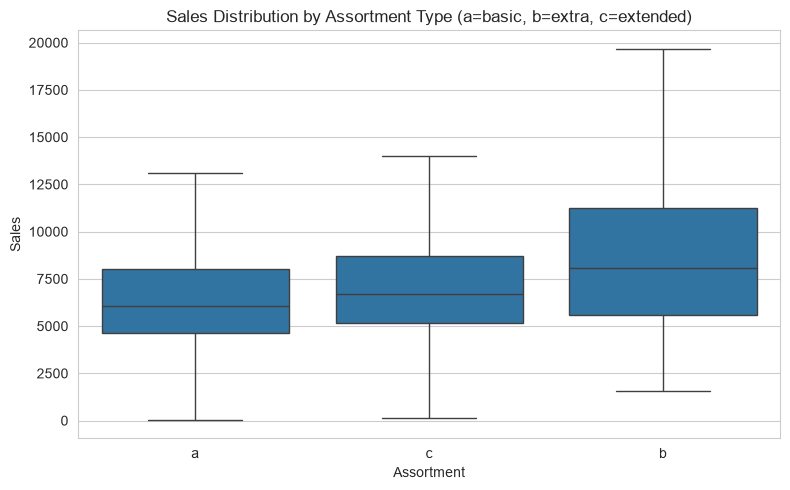 Sales Distribution by Assortment Type (a=basic, b=extra, c=extended)
20000
17500
15000
12500
10000
7500
5000
2500
0
Sales
a
c
b
Assortment